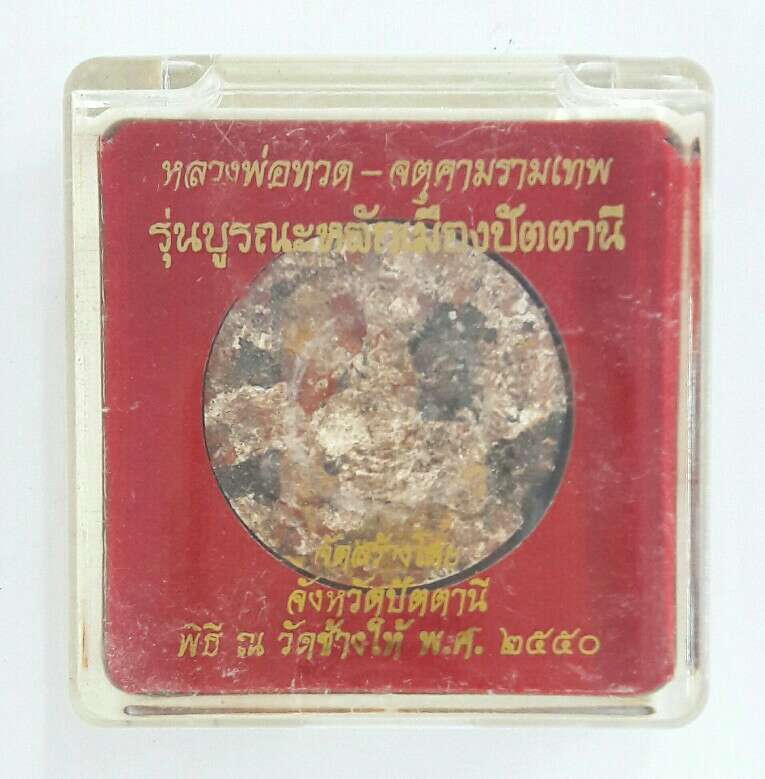 หลวงพ่อทวด – จตุคามรามเทพ
รุ่นบูรณะหลักเมืองปัตตานี
จัดสร้างโดย
จังหวัดปัตตานี
พิธี ณ วัดช้างให้ พ.ศ. ๒๕๕๐